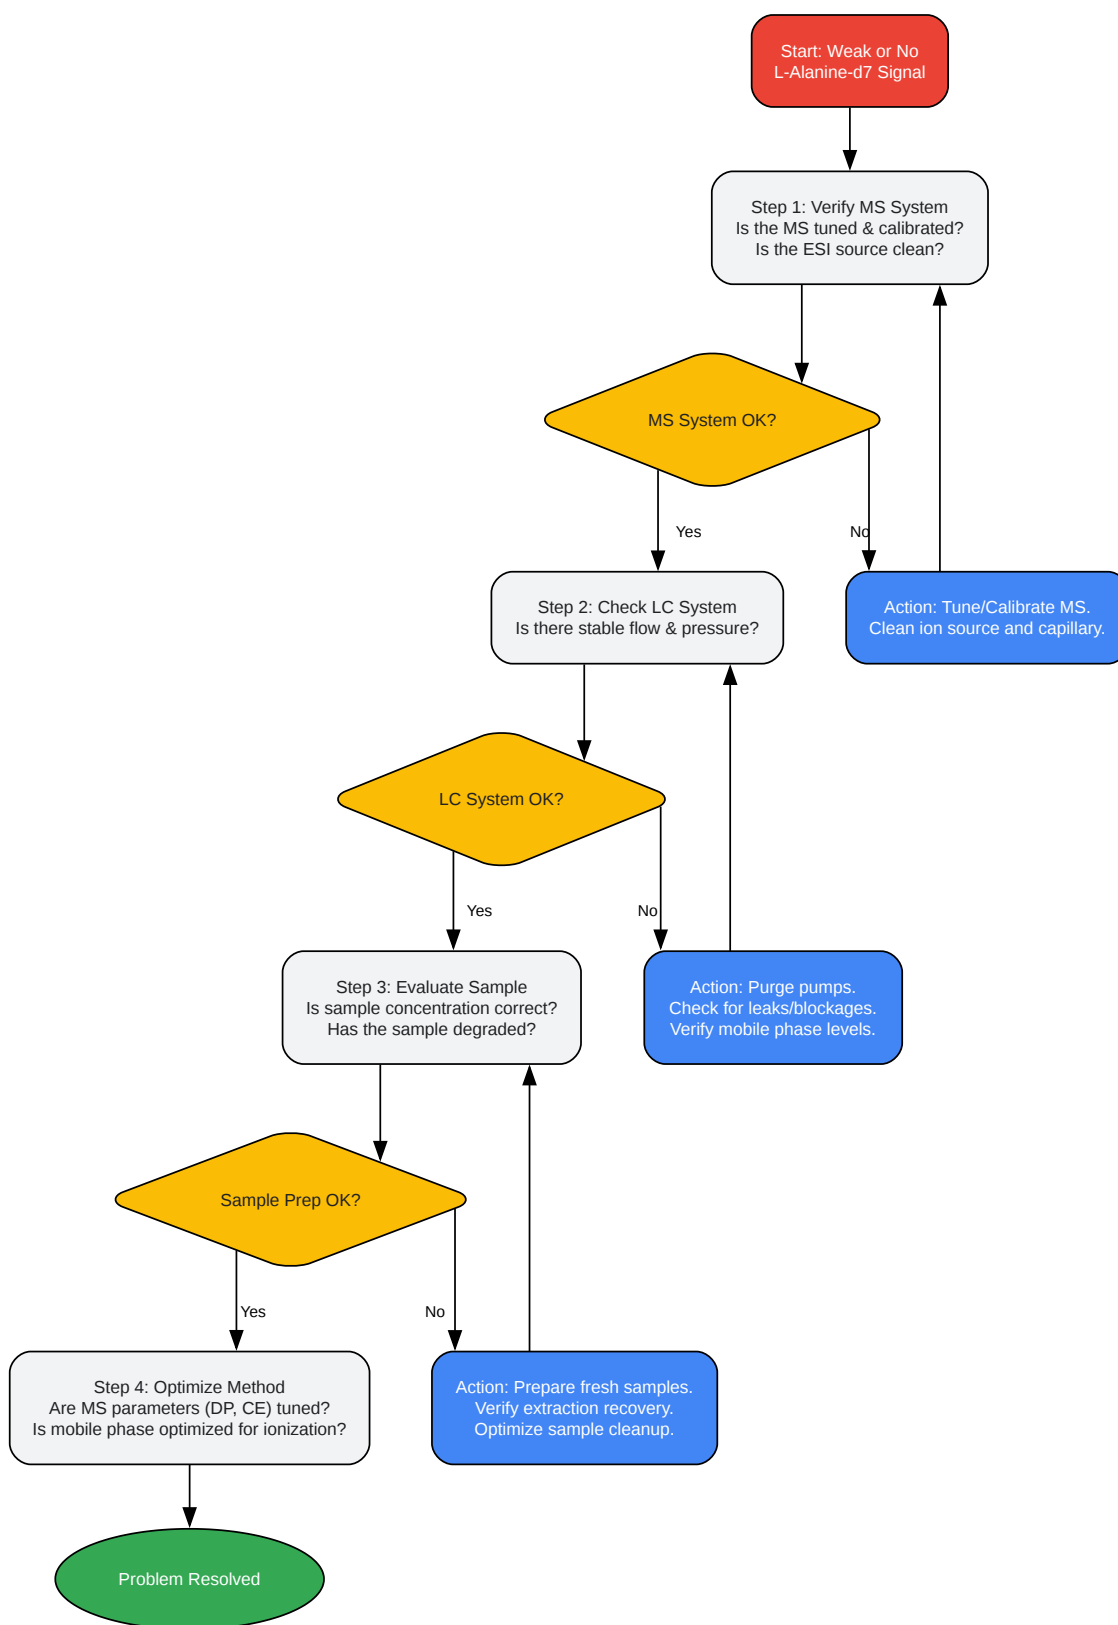 Start: Weak or No
L-Alanine-d7 Signal
Step 1: Verify MS System
Is the MS tuned & calibrated?
Is the ESI source clean?
MS System OK?
Yes
No
Step 2: Check LC System
Is there stable flow & pressure?
Action: Tune/Calibrate MS.
Clean ion source and capillary.
LC System OK?
Yes
No
Step 3: Evaluate Sample
Is sample concentration correct?
Has the sample degraded?
Action: Purge pumps.
Check for leaks/blockages.
Verify mobile phase levels.
Sample Prep OK?
Yes
No
Step 4: Optimize Method
Are MS parameters (DP, CE) tuned?
Is mobile phase optimized for ionization?
Action: Prepare fresh samples.
Verify extraction recovery.
Optimize sample cleanup.
Problem Resolved